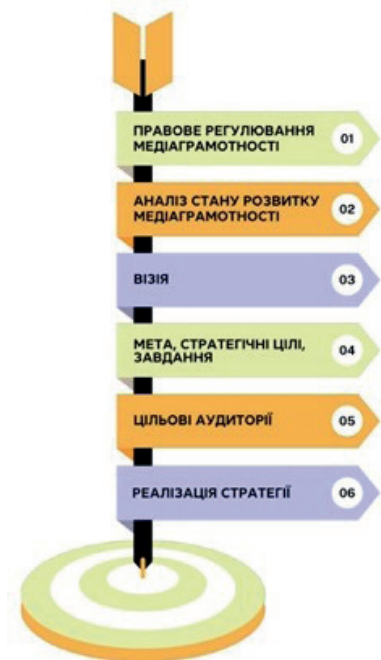 ПРАВОВЕ РЕГУЛЮВАННЯ
МЕДІАГРАМОТНОСТІ
01
АНАЛІЗ СТАНУ РОЗВИТКУ
МЕДІАГРАМОТНОСТІ
02
ВІЗІЯ
03
МЕТА, СТРАТЕГІЧНІ ЦІЛІ,
ЗАВДАННЯ
04
ЦІЛЬОВІ АУДИТОРІЇ
05
РЕАЛІЗАЦІЯ СТРАТЕГІЇ
06